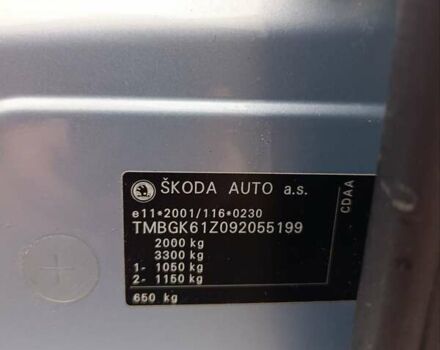 ŠKODA AUTO a.s.
e11*2001/116*0230
TMBGK61Z092055199
2000 kg
3300 kg
1- 1050 kg
2- 1150 kg
650 kg
CDAA